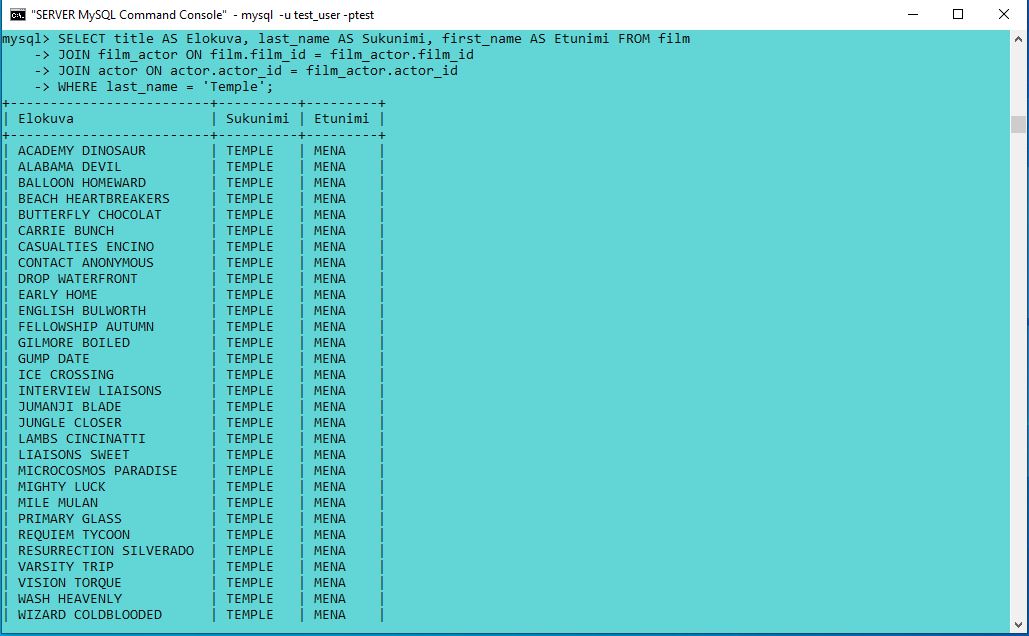 "SERVER MySQL Command Console" - mysql -u test_user -ptest
mysql> SELECT title AS Elokuva, last_name AS Sukunimi, first_name AS Etunimi FROM film
    -> JOIN film_actor ON film.film_id = film_actor.film_id
    -> JOIN actor ON actor.actor_id = film_actor.actor_id
    -> WHERE last_name = 'Temple';
+-------------------------+----------+---------+
| Elokuva                 | Sukunimi | Etunimi |
+-------------------------+----------+---------+
| ACADEMY DINOSAUR        | TEMPLE   | MENA    |
| ALABAMA DEVIL           | TEMPLE   | MENA    |
| BALLOON HOMEWARD        | TEMPLE   | MENA    |
| BEACH HEARTBREAKERS     | TEMPLE   | MENA    |
| BUTTERFLY CHOCOLAT      | TEMPLE   | MENA    |
| CARRIE BUNCH            | TEMPLE   | MENA    |
| CASUALTIES ENCINO       | TEMPLE   | MENA    |
| CONTACT ANONYMOUS       | TEMPLE   | MENA    |
| DROP WATERFRONT         | TEMPLE   | MENA    |
| EARLY HOME              | TEMPLE   | MENA    |
| ENGLISH BULWORTH        | TEMPLE   | MENA    |
| FELLOWSHIP AUTUMN       | TEMPLE   | MENA    |
| GILMORE BOILED          | TEMPLE   | MENA    |
| GUMP DATE               | TEMPLE   | MENA    |
| ICE CROSSING            | TEMPLE   | MENA    |
| INTERVIEW LIAISONS      | TEMPLE   | MENA    |
| JUMANJI BLADE           | TEMPLE   | MENA    |
| JUNGLE CLOSER           | TEMPLE   | MENA    |
| LAMBS CINCINATTI        | TEMPLE   | MENA    |
| LIAISONS SWEET          | TEMPLE   | MENA    |
| MICROCOSMOS PARADISE    | TEMPLE   | MENA    |
| MIGHTY LUCK             | TEMPLE   | MENA    |
| MILE MULAN              | TEMPLE   | MENA    |
| PRIMARY GLASS           | TEMPLE   | MENA    |
| REQUIEM TYCOON          | TEMPLE   | MENA    |
| RESURRECTION SILVERADO  | TEMPLE   | MENA    |
| VARSITY TRIP            | TEMPLE   | MENA    |
| VISION TORQUE           | TEMPLE   | MENA    |
| WASH HEAVENLY           | TEMPLE   | MENA    |
| WIZARD COLDBLOODED      | TEMPLE   | MENA    |